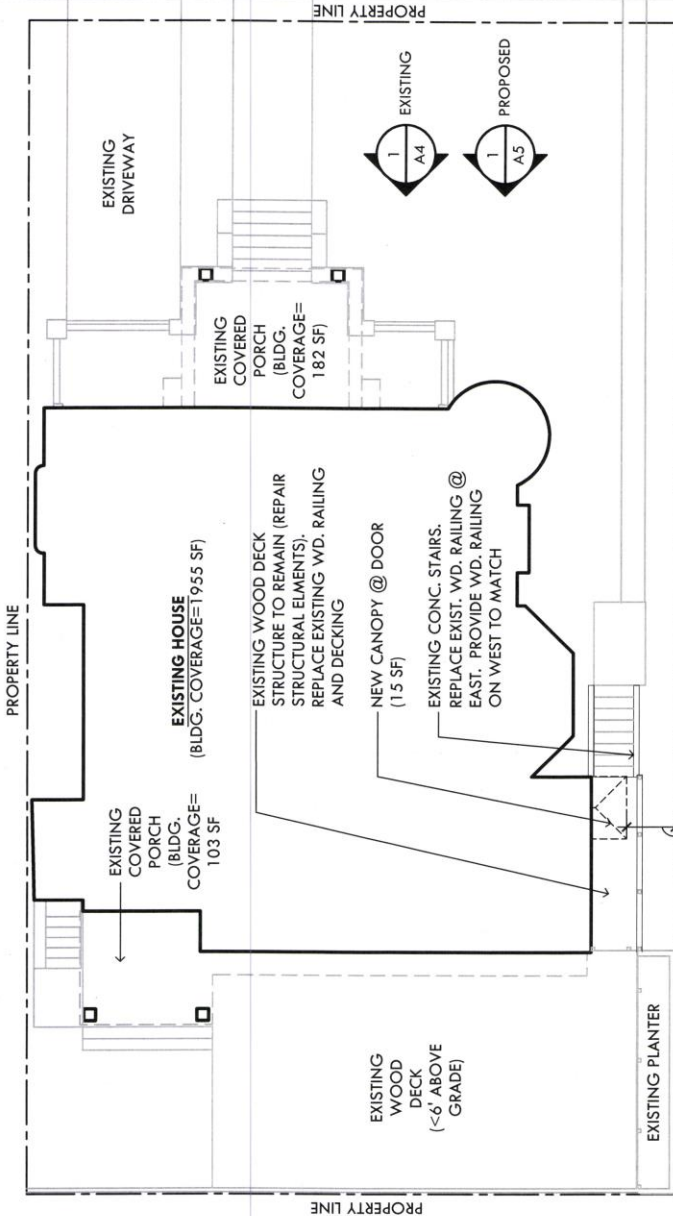 PROPERTY LINE
PROPERTY LINE
EXISTING
DRIVEWAY
1
A4
EXISTING
1
A5
PROPOSED
EXISTING
COVERED
PORCH
(BLDG.
COVERAGE=
182 SF)
EXISTING HOUSE
(BLDG. COVERAGE=1955 SF)
EXISTING WOOD DECK
STRUCTURE TO REMAIN (REPAIR
STRUCTURAL ELMENTS).
REPLACE EXISTING WD. RAILING
AND DECKING
NEW CANOPY @ DOOR
(15 SF)
EXISTING CONC. STAIRS.
REPLACE EXIST. WD. RAILING @
EAST. PROVIDE WD. RAILING
ON WEST TO MATCH
EXISTING
COVERED
PORCH
(BLDG.
COVERAGE=
103 SF
EXISTING
WOOD
DECK
(<6' ABOVE
GRADE)
EXISTING PLANTER
PROPERTY LINE